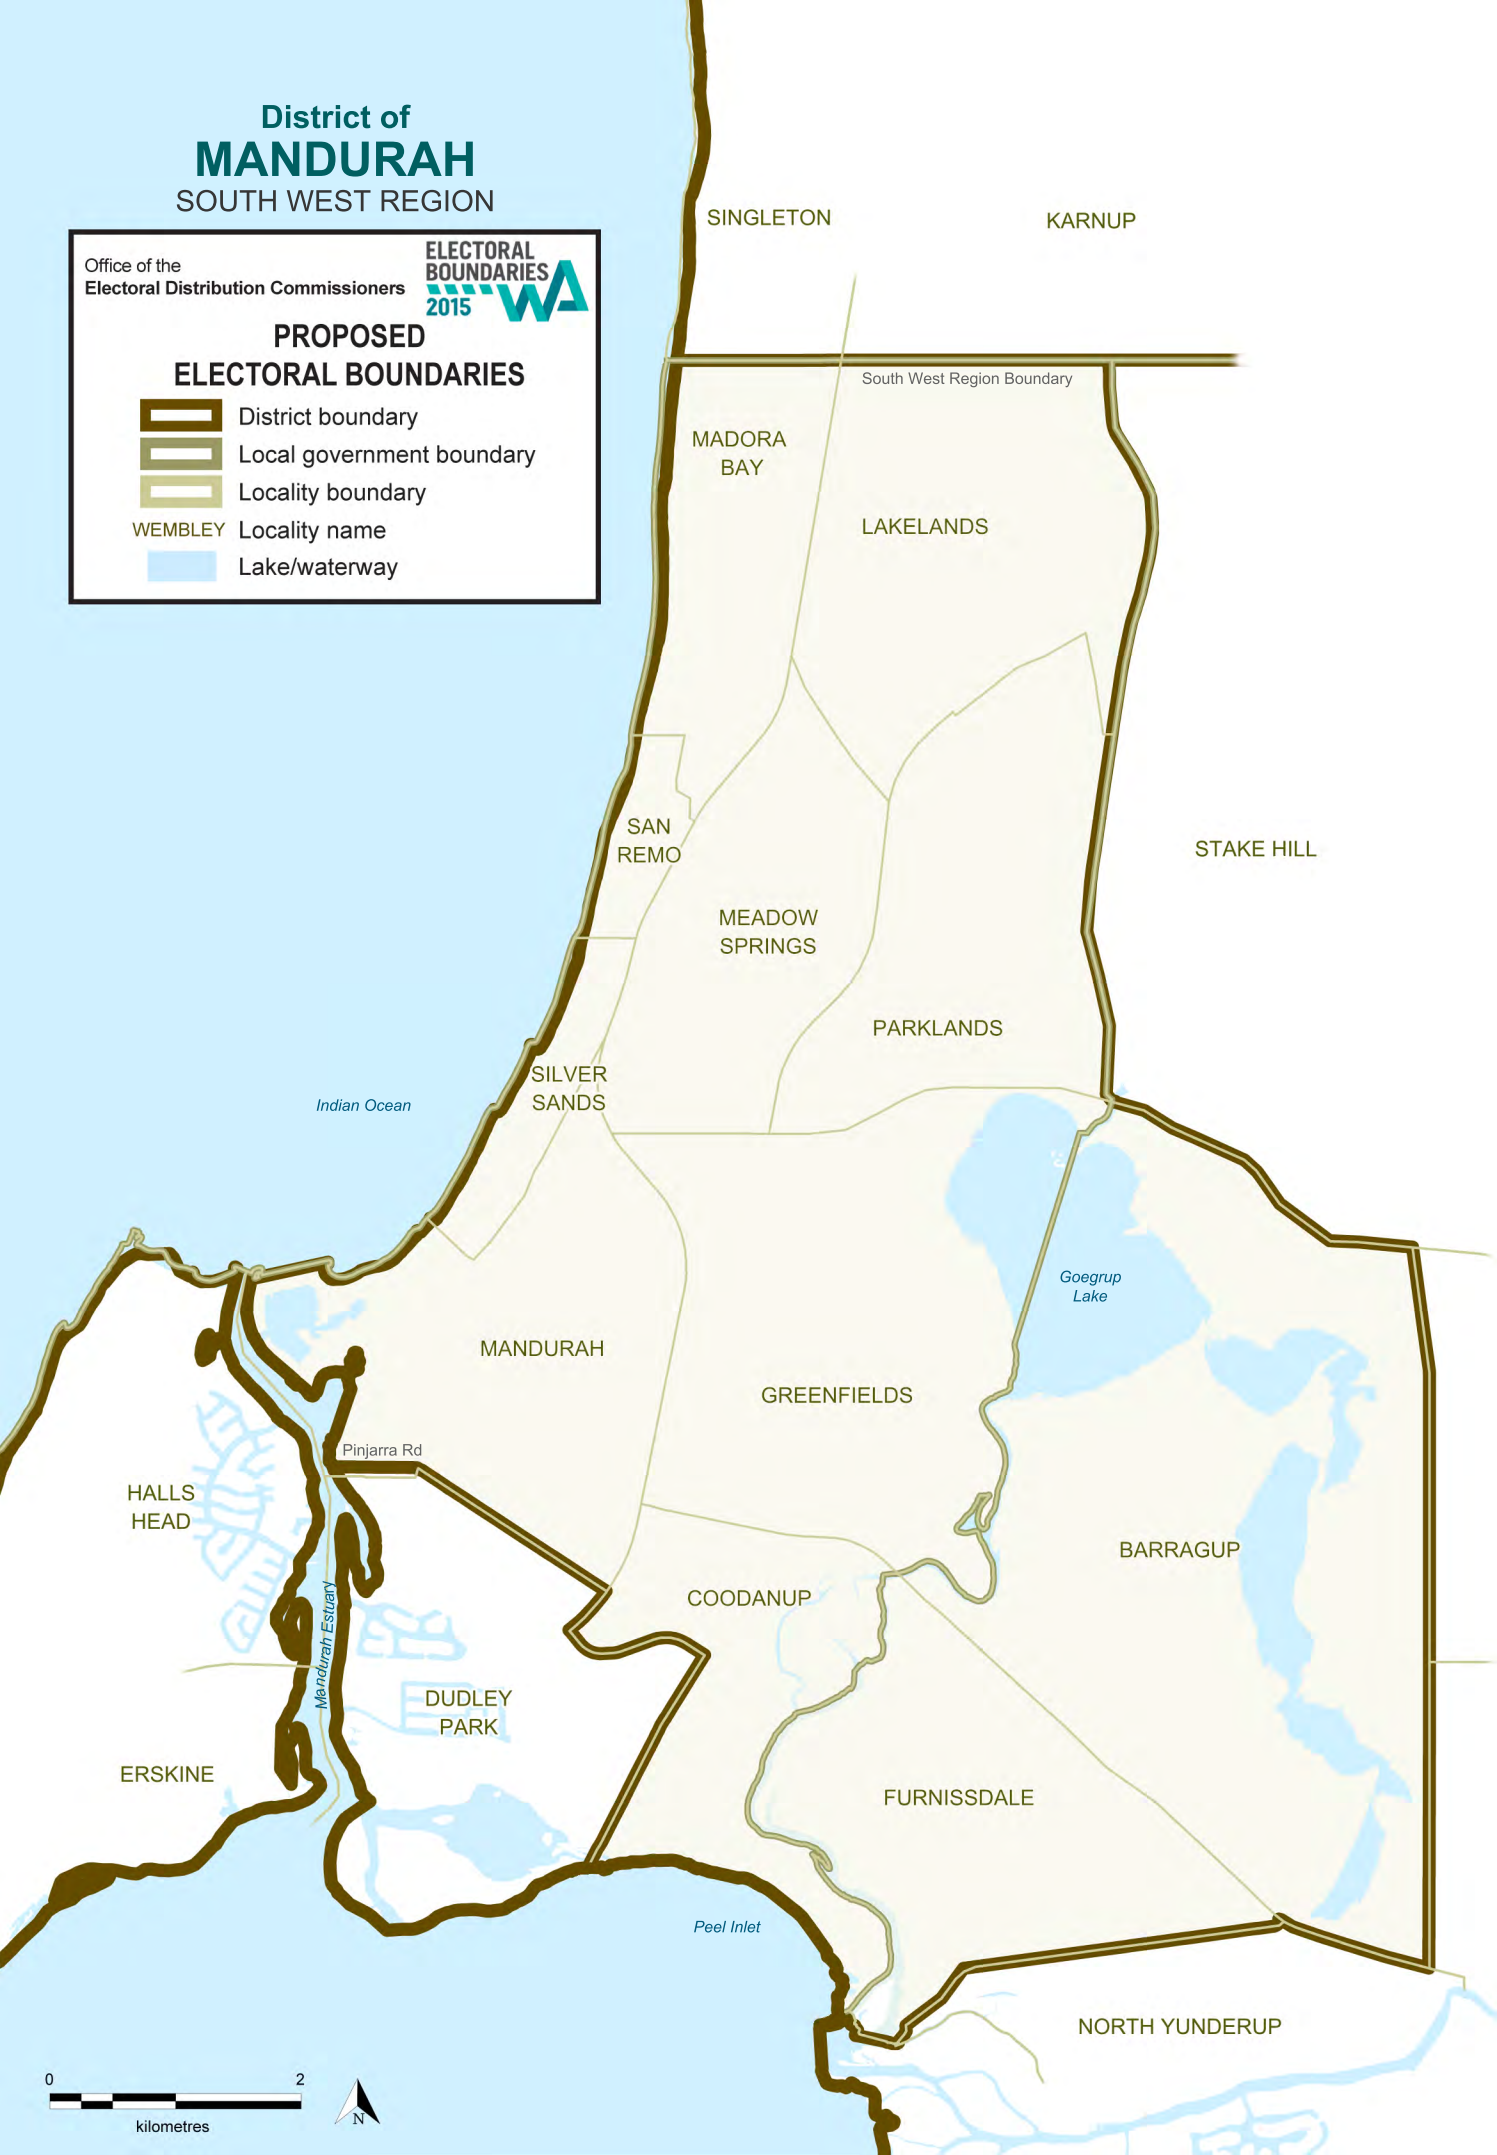 District of
MANDURAH
SOUTH WEST REGION
Office of the
Electoral Distribution Commissioners
ELECTORAL
BOUNDARIES
2015 WA
PROPOSED
ELECTORAL BOUNDARIES
District boundary
Local government boundary
Locality boundary
WEMBLEY Locality name
Lake/waterway
SINGLETON
KARNUP
South West Region Boundary
MADORA
BAY
LAKELANDS
SAN
REMO
STAKE HILL
MEADOW
SPRINGS
PARKLANDS
SILVER
SANDS
Indian Ocean
Goegrup
Lake
MANDURAH
GREENFIELDS
Pinjarra Rd
HALLS
HEAD
BARRAGUP
COODANUP
Mandurah Estuary
DUDLEY
PARK
ERSKINE
FURNISSDALE
Peel Inlet
NORTH YUNDERUP
0 2
kilometres
N